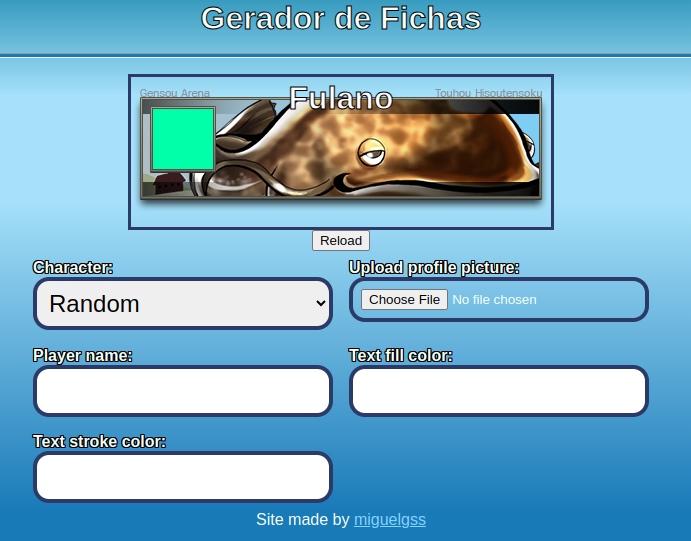 Gerador de Fichas
Gensou Arena
Touhou Hisoutensoku
Fulano
Reload
Character:
Upload profile picture:
Random
Choose File No file chosen
Player name:
Text fill color:
Text stroke color:
Site made by miguelgss